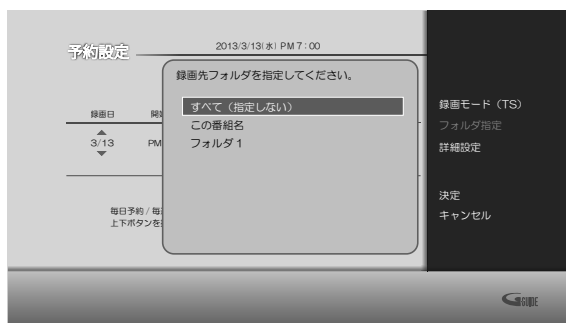 予約設定
2013/3/13(水) PM 7:00
録画先フォルダを指定してください。
すべて（指定しない）
この番組名
フォルダ 1
録画日
3/13 PM
毎日予約 / 毎
上下ボタンを
録画モード（TS）
フォルダ指定
詳細設定
決定
キャンセル
GGUIDE